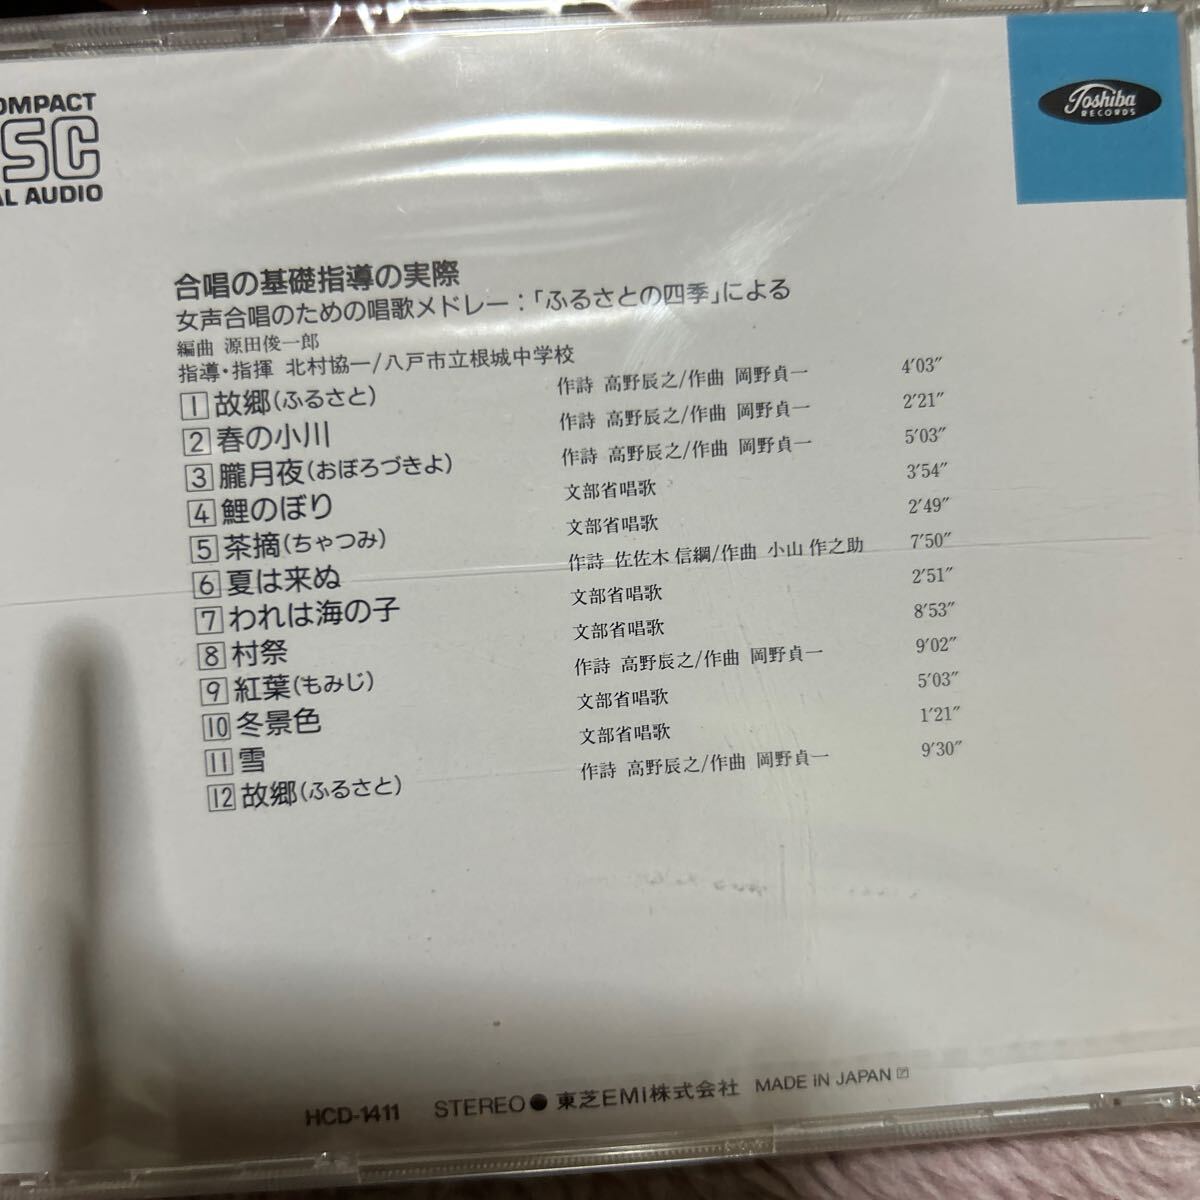 COMPACT
DISC
DIGITAL AUDIO
Toshiba
RECORDS
合唱の基礎指導の実際
女声合唱のための唱歌メドレー：「ふるさとの四季」による
編曲 源田俊一郎
指導・指揮 北村協一/八戸市立根城中学校
1 故郷(ふるさと) 作詩 高野辰之/作曲 岡野貞一 4'03"
2 春の小川 作詩 高野辰之/作曲 岡野貞一 2'21"
3 朧月夜(おぼろづきよ) 作詩 高野辰之/作曲 岡野貞一 5'03"
4 鯉のぼり 文部省唱歌 3'54"
5 茶摘(ちゃつみ) 文部省唱歌 2'49"
6 夏は来ぬ 作詩 佐佐木 信綱/作曲 小山 作之助 7'50"
7 われは海の子 文部省唱歌 2'51"
8 村祭 文部省唱歌 8'53"
9 紅葉(もみじ) 作詩 高野辰之/作曲 岡野貞一 9'02"
10 冬景色 文部省唱歌 5'03"
11 雪 文部省唱歌 1'21"
12 故郷(ふるさと) 作詩 高野辰之/作曲 岡野貞一 9'30"
HCD-1411 STEREO● 東芝EMI株式会社 MADE IN JAPAN